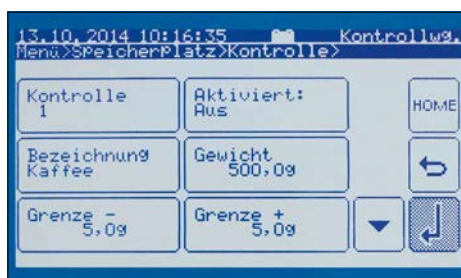 13.10.2014 10:16:35 Kontrollwg.
Menü>Speicherplatz>Kontrolle>
Kontrolle
1
Aktiviert:
Aus
HOME
Bezeichnung
Kaffee
Gewicht
500,0g
Grenze -
5,0g
Grenze +
5,0g